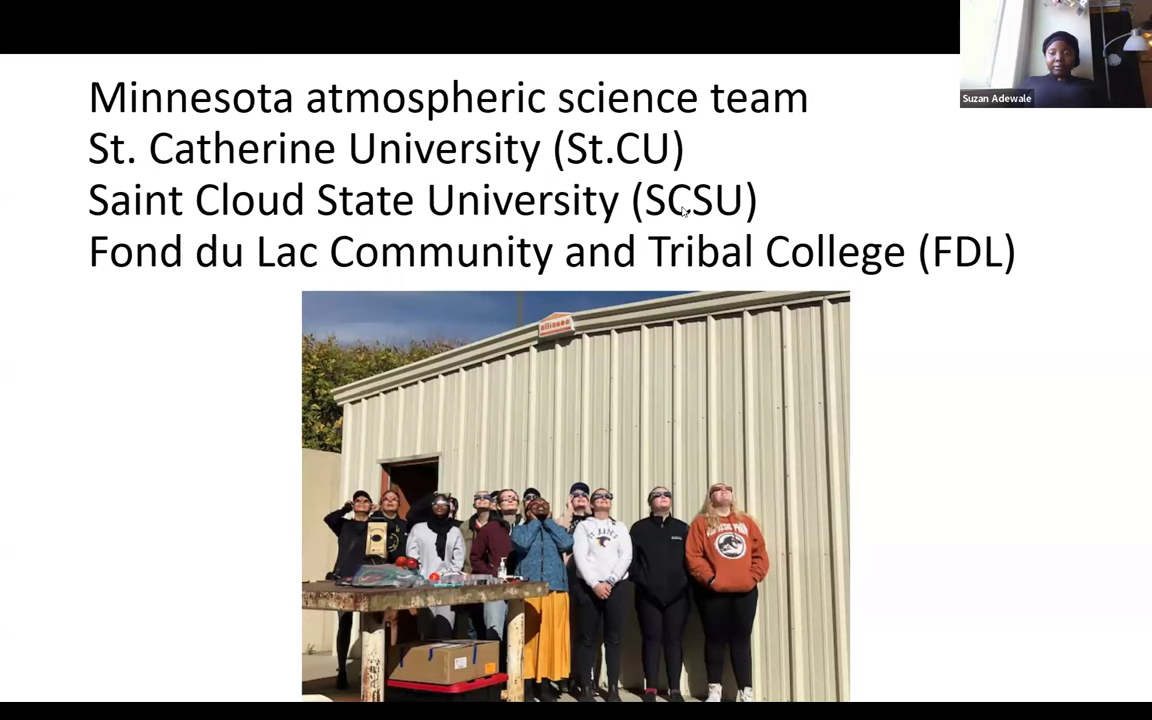 Minnesota atmospheric science team
St. Catherine University (St.CU)
Saint Cloud State University (SCSU)
Fond du Lac Community and Tribal College (FDL)
Suzan Adewale
alliance